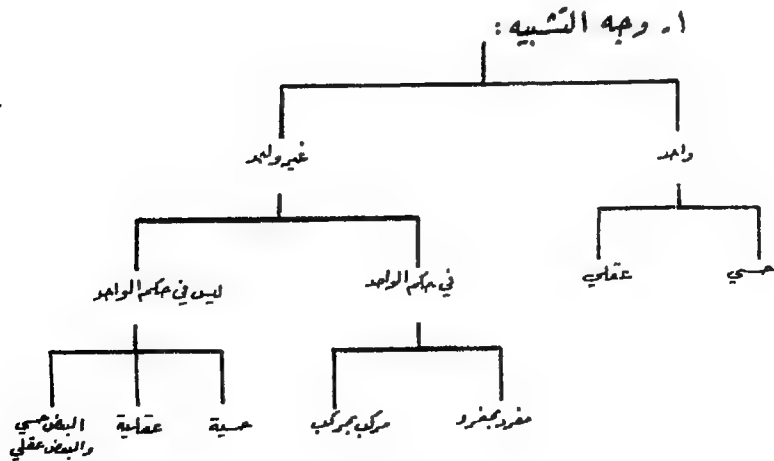 ١. وجه التشبيه :
واحد
غير واحد
حسي
عقلي
في حكم الواحد
ليس في حكم الواحد
مفرد بمفرد
مركب بمركب
حسية
عقلية
البعض حسي
والبعض عقلي